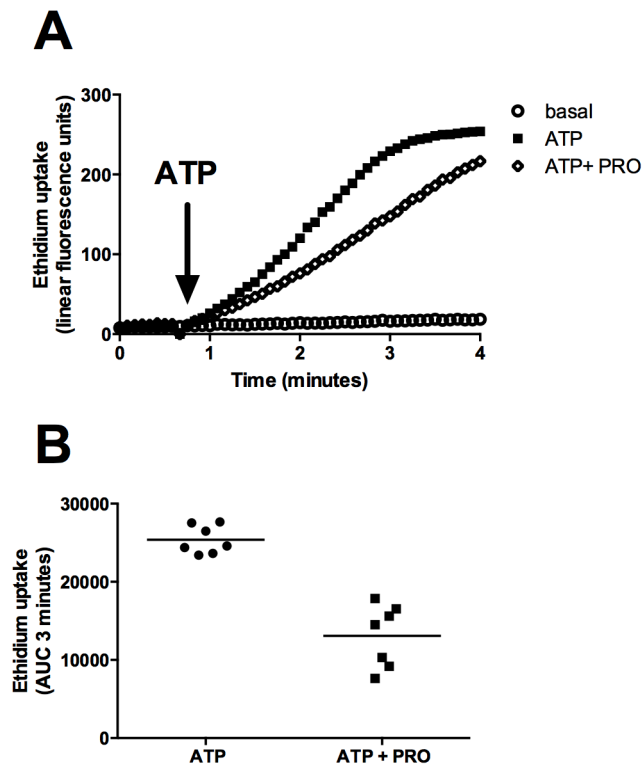 A
300
200
100
0
Ethidium uptake
(linear fluorescence units)
ATP
basal
ATP
ATP+ PRO
0 1 2 3 4
Time (minutes)
B
30000
20000
10000
0
Ethidium uptake
(AUC 3 minutes)
ATP ATP + PRO